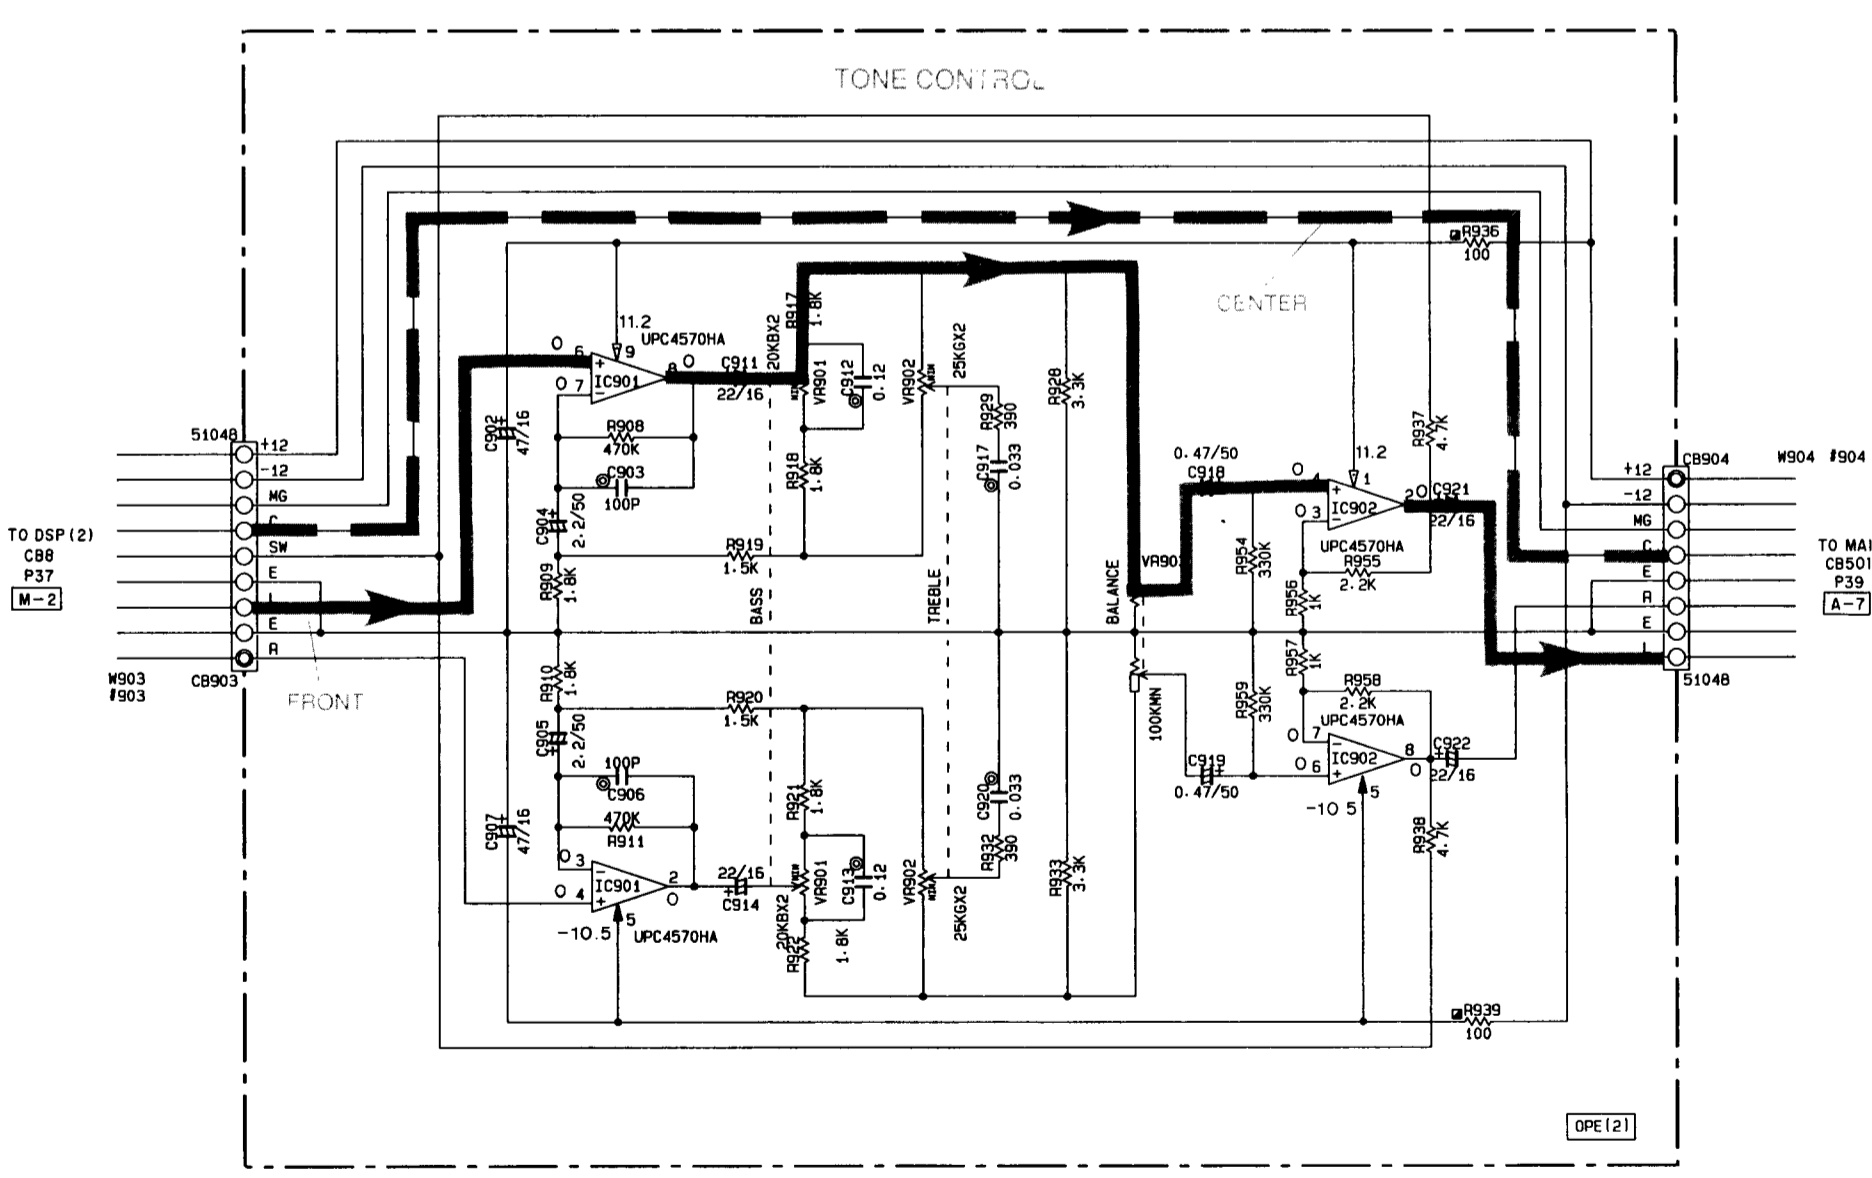 TONE CONTROL
R936
100
CENTER
11.2
UPC4570HA
O 6
9
O 7
IC901
8 O
C911
22/16
20KBX2
R917
1.8K
VR901
MIN
C912
0.12
VR902
MIN
25KGX2
R929
390
C917
0.033
R928
3.3K
R937
4.7K
C902
47/16
R908
470K
C903
100P
R918
1.8K
C904
2.2/50
R919
1.5K
R909
1.8K
BASS
TREBLE
BALANCE
0.47/50
C918
O 4
11.2
1
O 3
IC902
2 O
C921
22/16
UPC4570HA
R954
330K
R955
2.2K
R956
1K
51048
+12
-12
MG
C
SW
E
L
E
R
CB903
TO DSP(2)
CB8
P37
M-2
W903
#903
FRONT
CB904
W904 #904
+12
-12
MG
C
E
R
E
L
51048
TO MAI
CB501
P39
A-7
R910
1.8K
R920
1.5K
C905
2.2/50
100P
C906
470K
R911
C907
47/16
O 3
O 4
IC901
2
O
5
-10.5
UPC4570HA
22/16
C914
20KBX2
R921
1.8K
VR901
MIN
C913
0.12
R922
1.8K
VR902
MIN
25KGX2
C920
0.033
R932
390
R933
3.3K
100KMN
R957
1K
R959
330K
R958
2.2K
UPC4570HA
O 7
O 6
IC902
8
O
5
-10 5
C919
0.47/50
C922
22/16
R938
4.7K
R939
100
OPE(2)